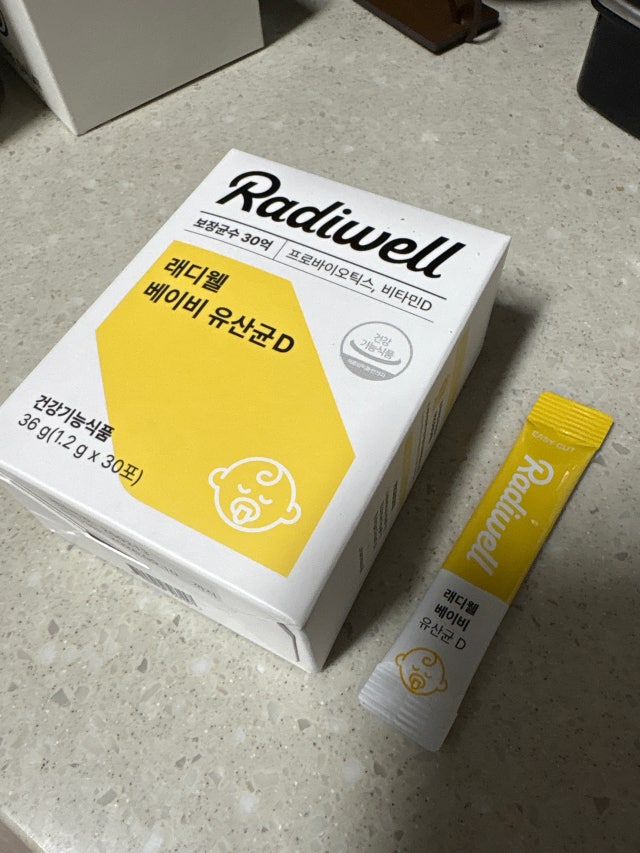 Radiwell
보장균수 30억
프로바이오틱스, 비타민D
래디웰
베이비 유산균D
건강
기능식품
건강기능식품
36 g(1.2 g x 30포)
EASY CUT
Radiwell
래디웰
베이비
유산균 D